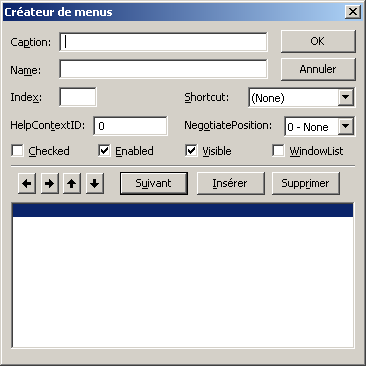 Créateur de menus
Caption: OK
Name: Annuler
Index: Shortcut: (None)
HelpContextID: 0 NegotiatePosition: 0 - None
Checked Enabled Visible WindowList
Suivant Insérer Supprimer